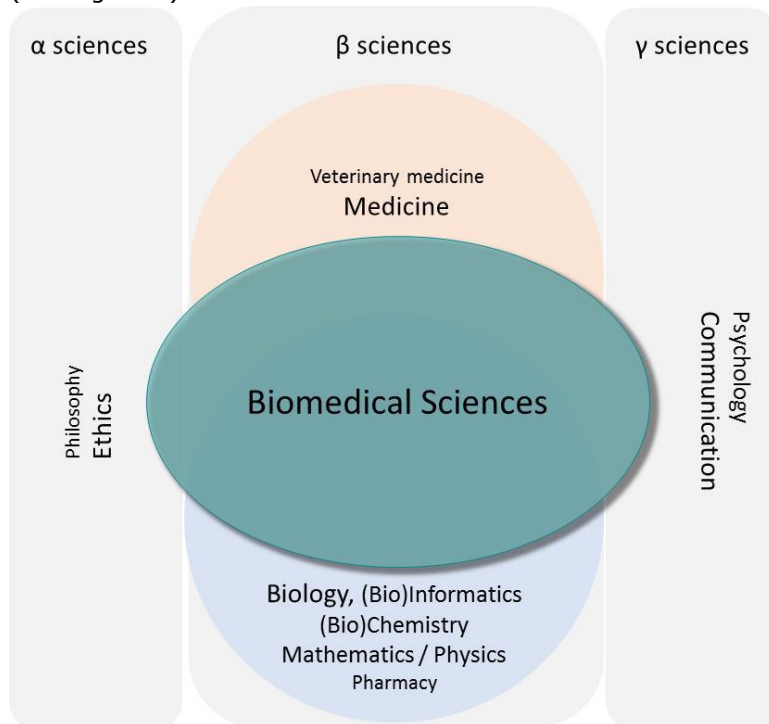 α sciences
β sciences
γ sciences
Veterinary medicine
Medicine
Philosophy
Ethics
Biomedical Sciences
Psychology
Communication
Biology, (Bio)Informatics
(Bio)Chemistry
Mathematics / Physics
Pharmacy